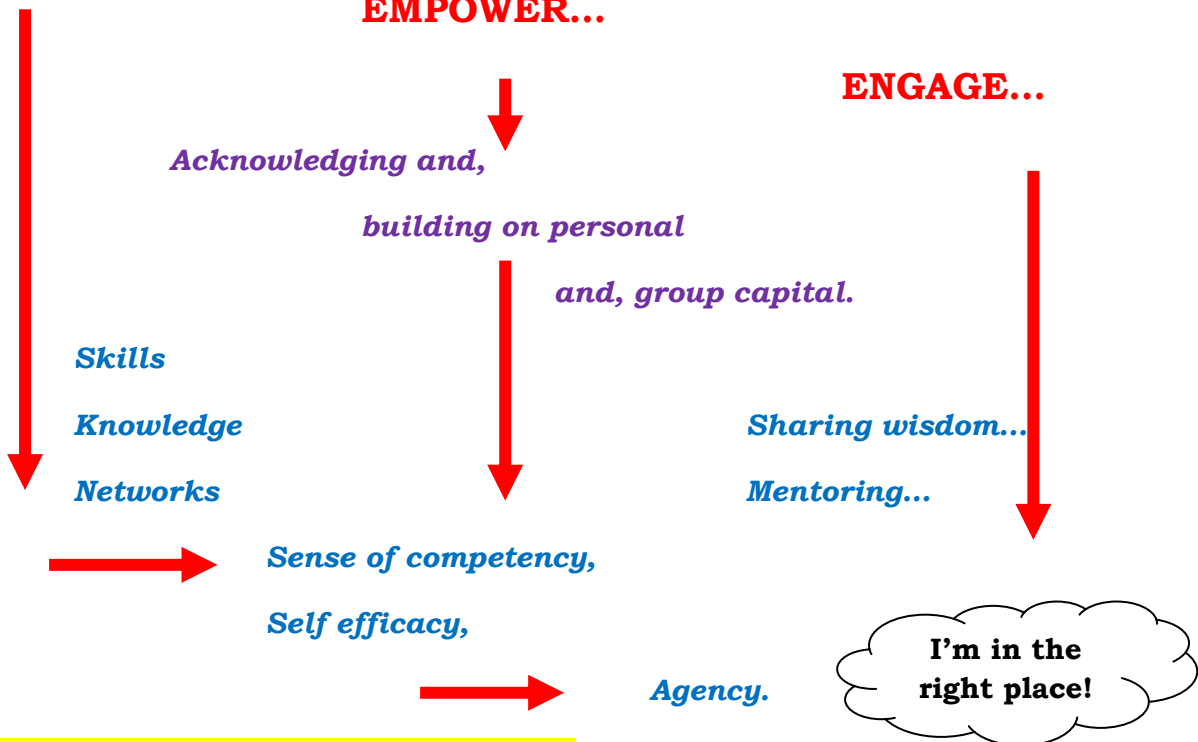 EMPOWER…
ENGAGE…
Acknowledging and,
building on personal
and, group capital.
Skills
Knowledge
Sharing wisdom…
Networks
Mentoring…
Sense of competency,
Self efficacy,
I’m in the
right place!
Agency.